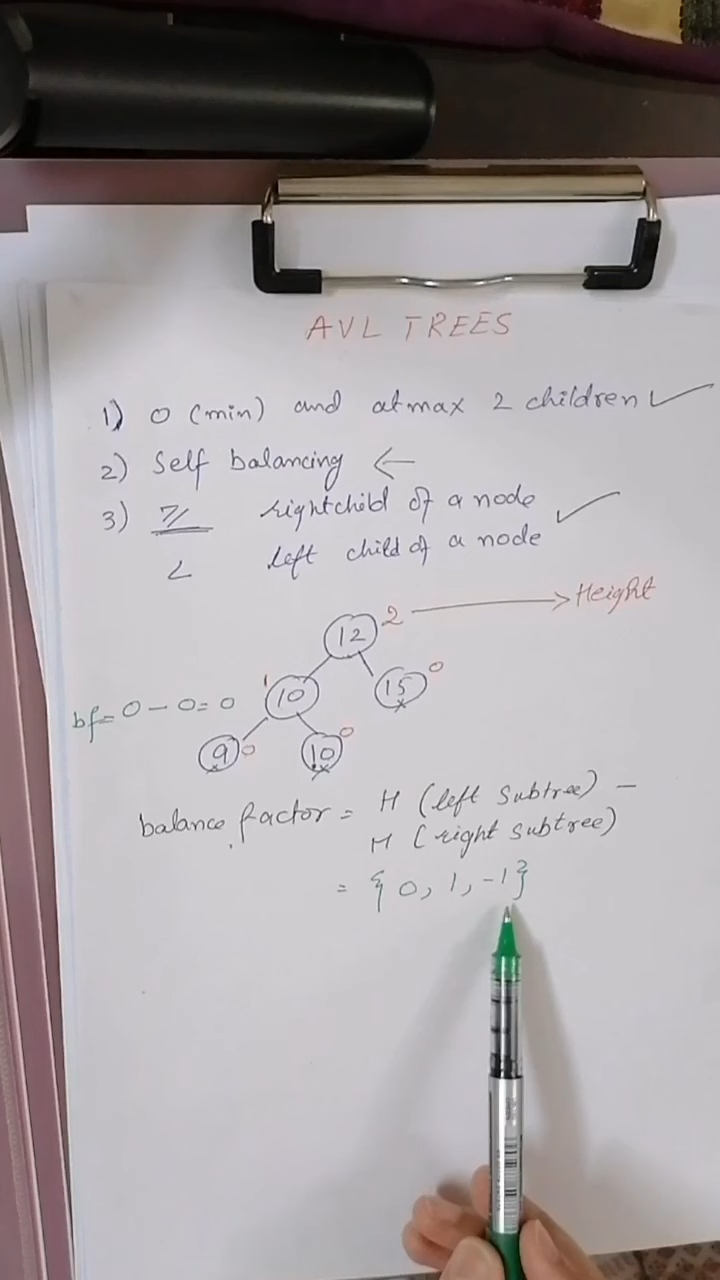 AVL TREES
1) 0 (min) and atmax 2 children ✓
2) Self balancing ←
3) ≥ rightchild of a node ✓
< left child of a node
12 2 → Height
bf = 0 - 0 = 0 1 10 15 0
9 0 10 0
balance factor = H (left subtree) -
H (right subtree)
= { 0, 1, -1}